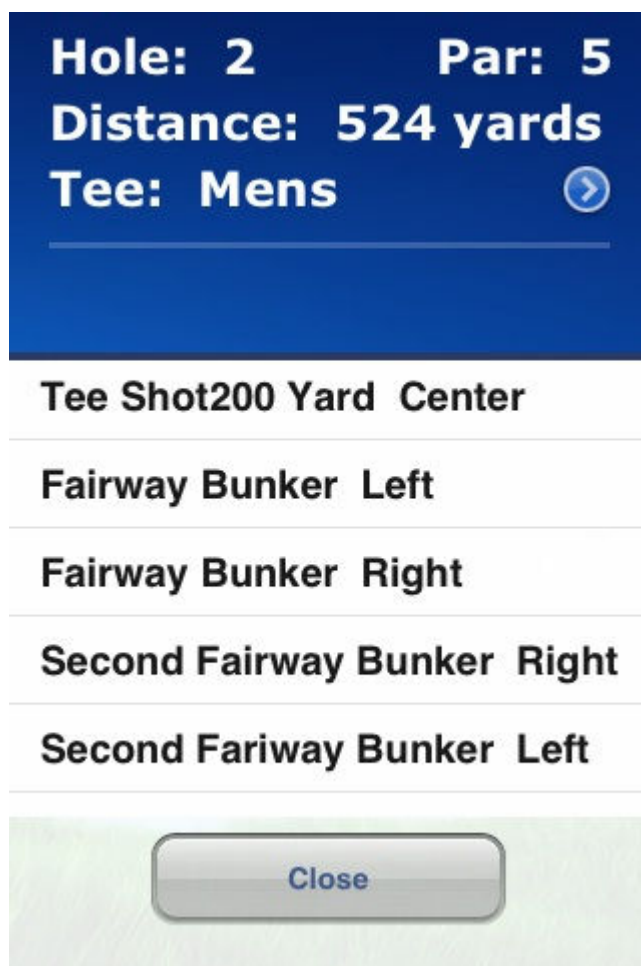 Hole: 2 Par: 5
Distance: 524 yards
Tee: Mens
Tee Shot200 Yard Center
Fairway Bunker Left
Fairway Bunker Right
Second Fairway Bunker Right
Second Fariway Bunker Left
Close